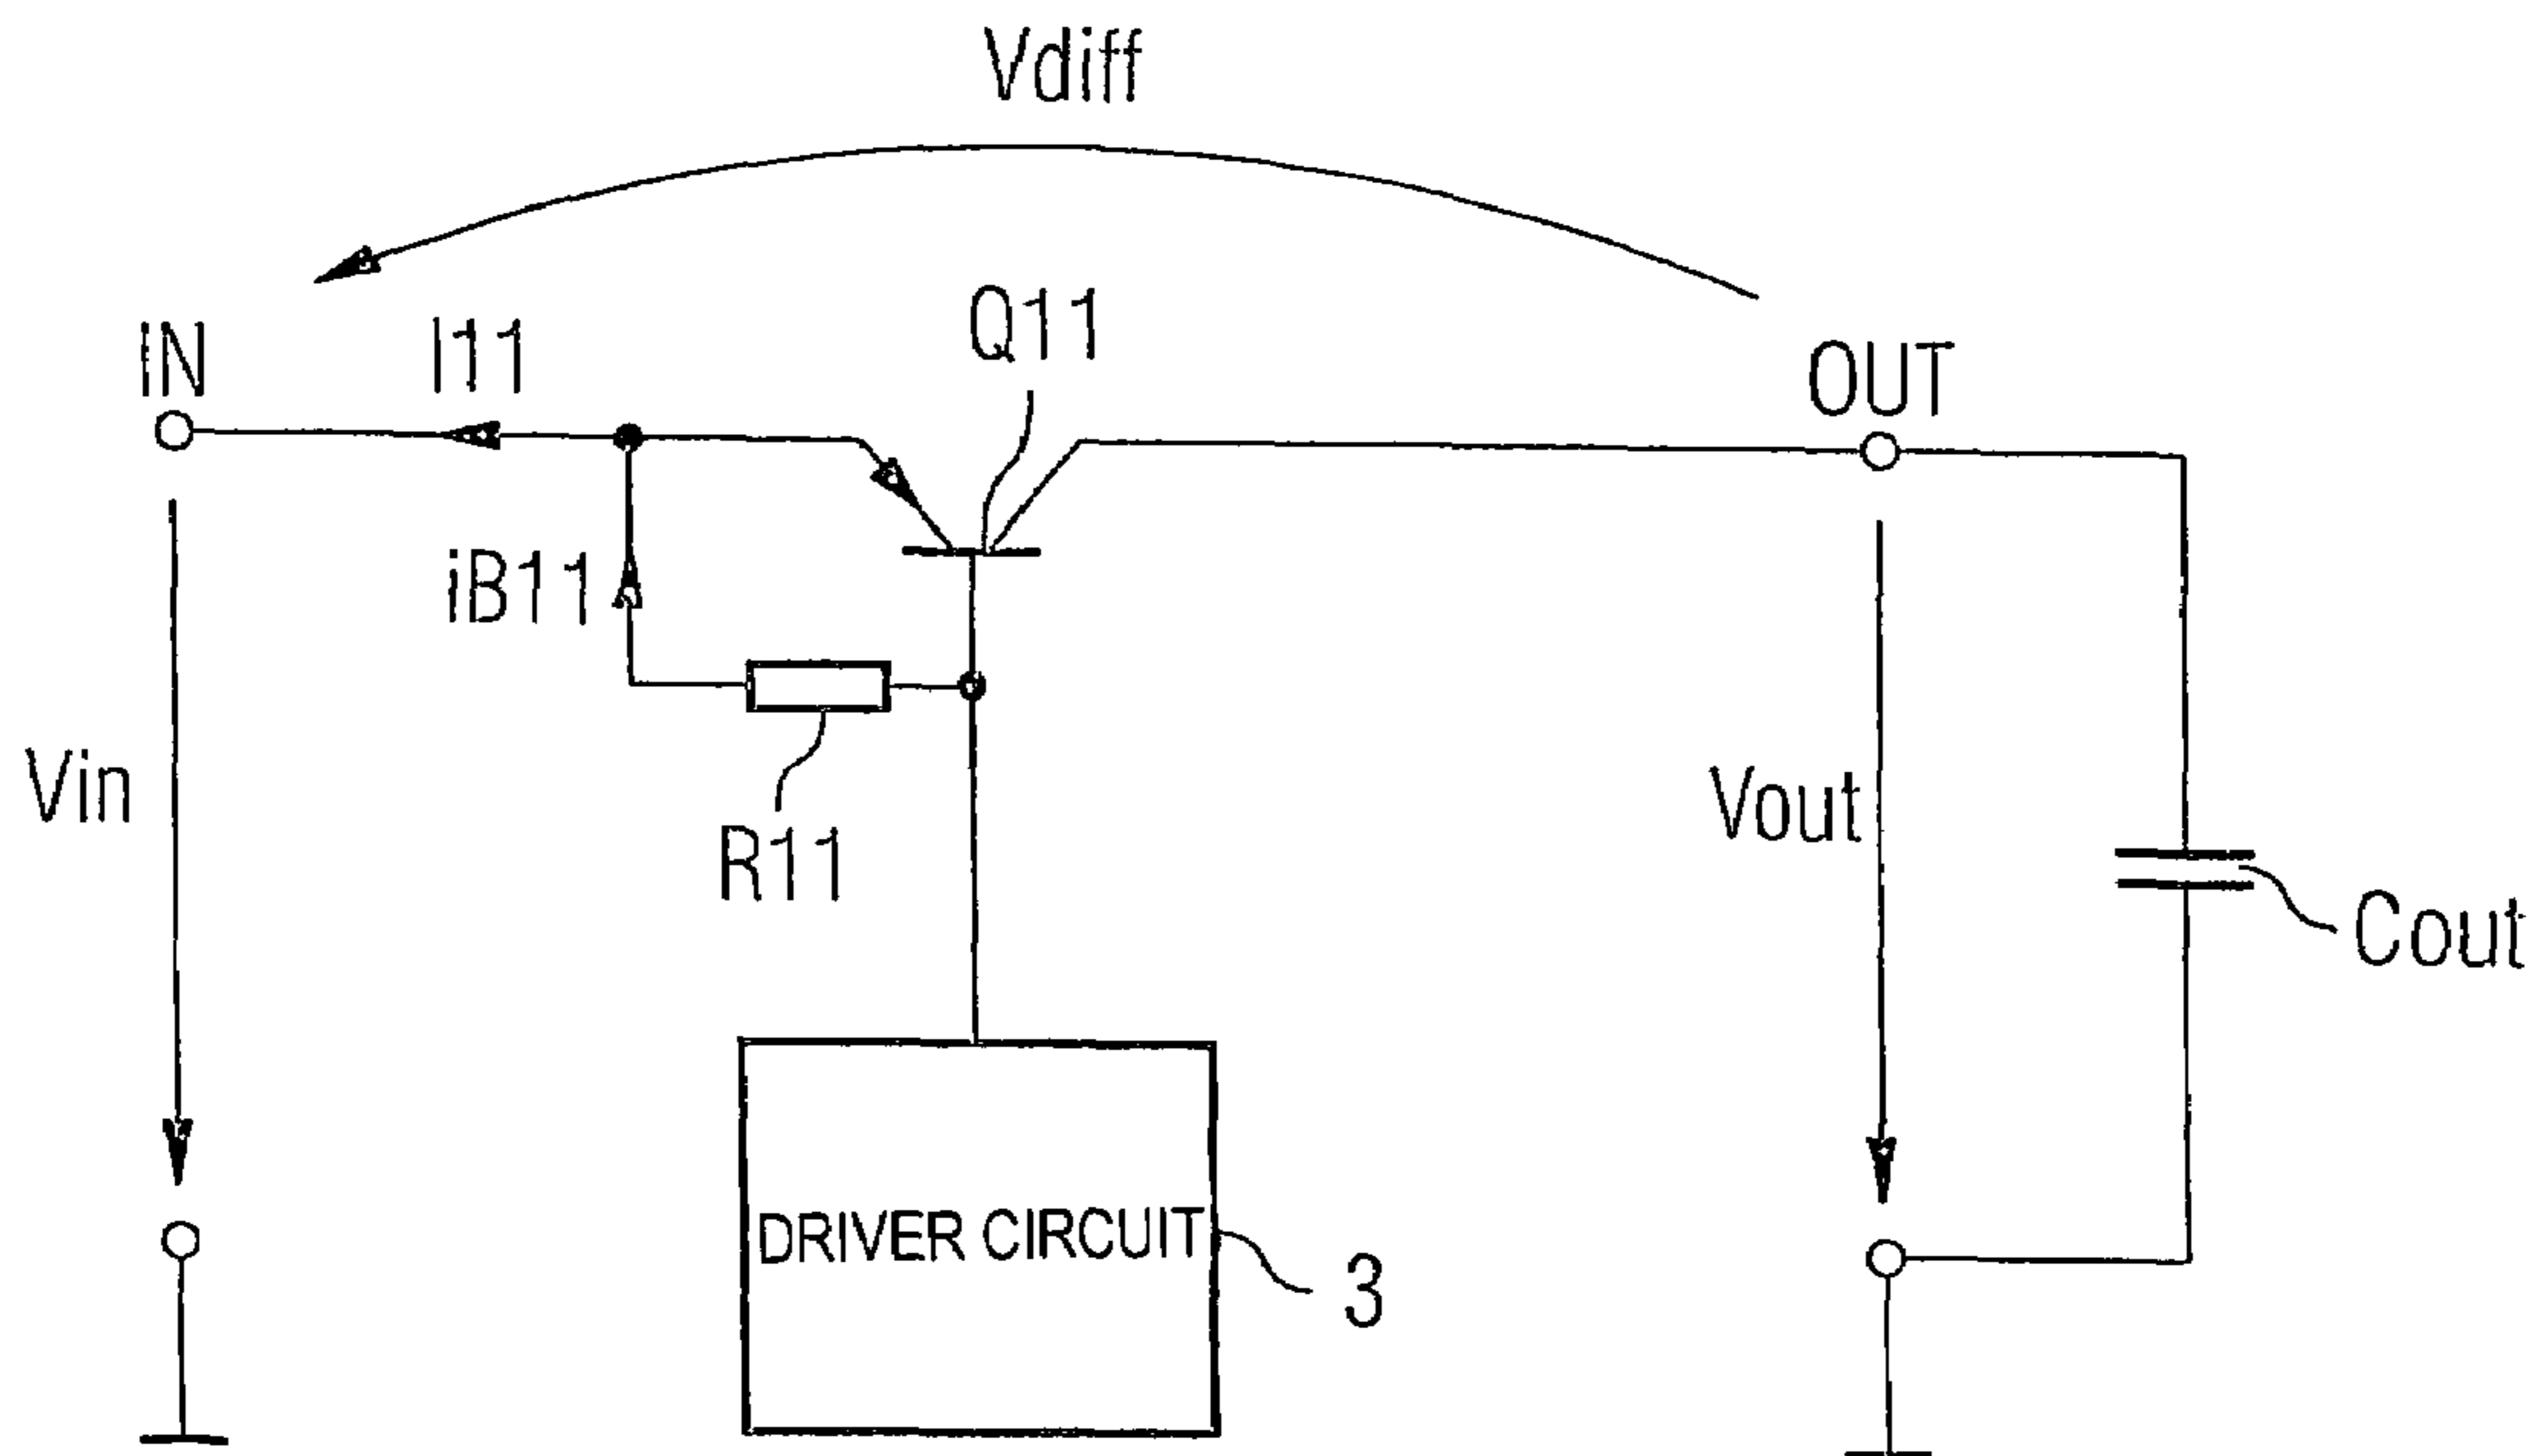 Vdiff
IN
I11
Q11
OUT
iB11
Vin
R11
Vout
Cout
DRIVER CIRCUIT
3